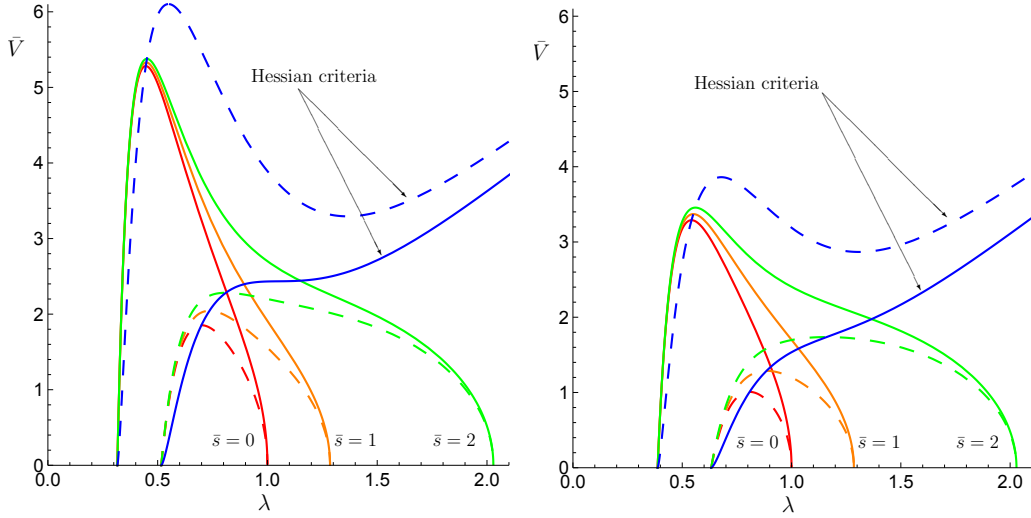 6
V̄
5
4
3
2
1
0
Hessian criteria
s̄ = 0
s̄ = 1
s̄ = 2
0.0
0.5
1.0
1.5
2.0
λ
6
V̄
5
4
3
2
1
0
Hessian criteria
s̄ = 0
s̄ = 1
s̄ = 2
0.0
0.5
1.0
1.5
2.0
λ